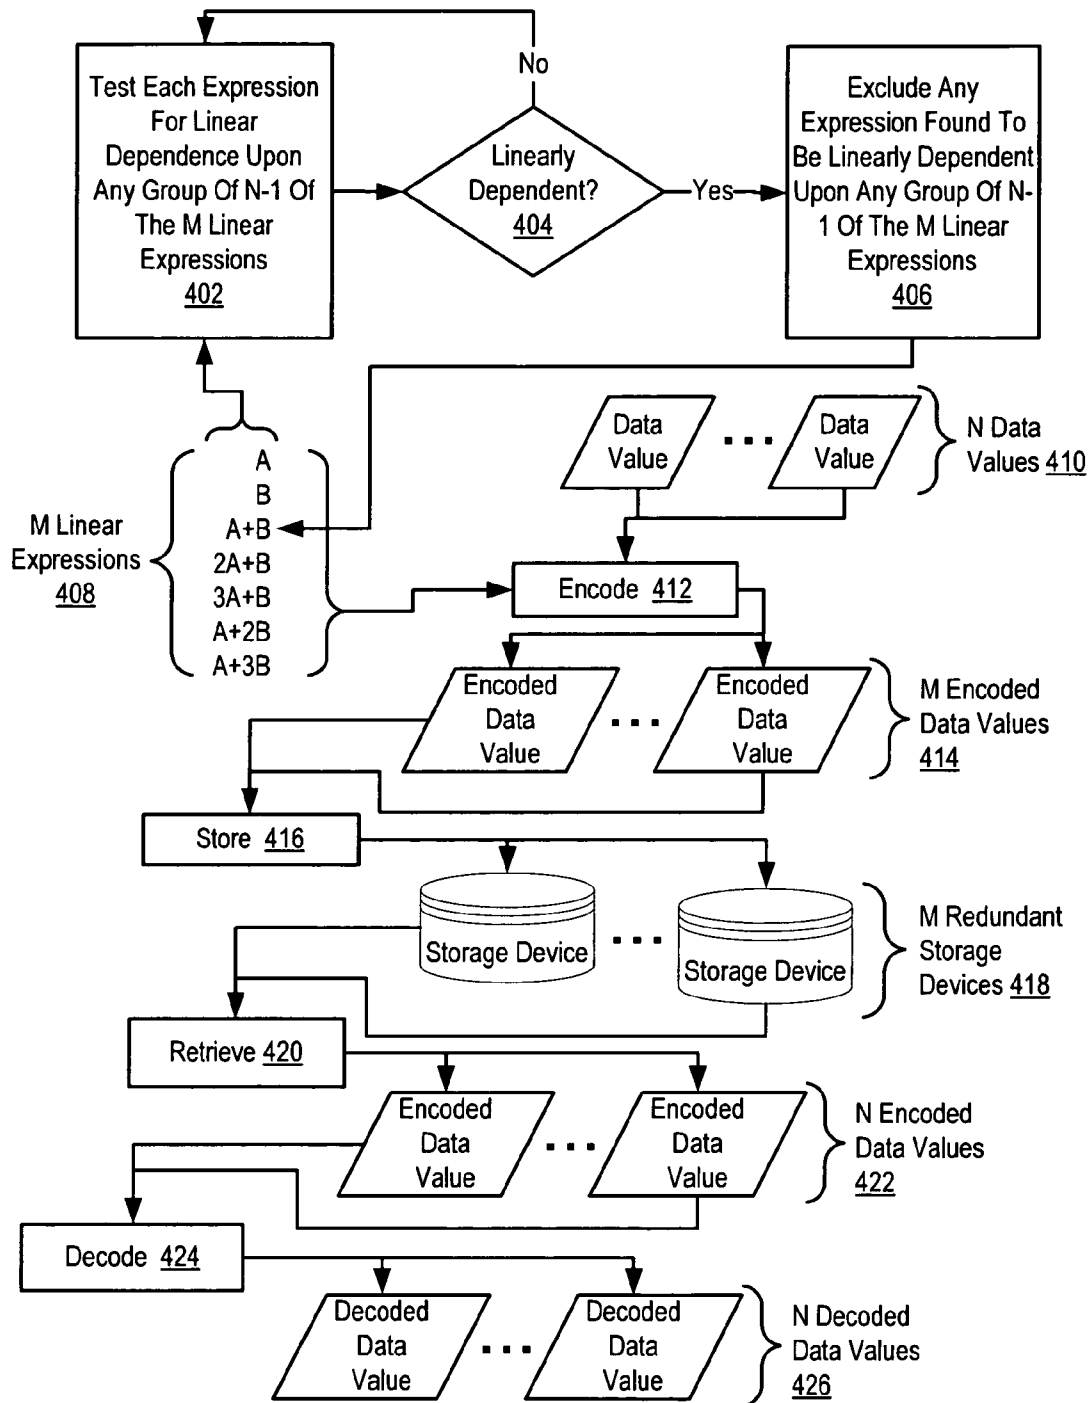 No
Test Each Expression
For Linear
Dependence Upon
Any Group Of N-1 Of
The M Linear
Expressions
402
Linearly
Dependent?
404
Yes
Exclude Any
Expression Found To
Be Linearly Dependent
Upon Any Group Of N-
1 Of The M Linear
Expressions
406
M Linear
Expressions
408
A
B
A+B
2A+B
3A+B
A+2B
A+3B
Data
Value
Data
Value
N Data
Values 410
Encode 412
Encoded
Data
Value
Encoded
Data
Value
M Encoded
Data Values
414
Store 416
Storage Device
Storage Device
M Redundant
Storage
Devices 418
Retrieve 420
Encoded
Data
Value
Encoded
Data
Value
N Encoded
Data Values
422
Decode 424
Decoded
Data
Value
Decoded
Data
Value
N Decoded
Data Values
426